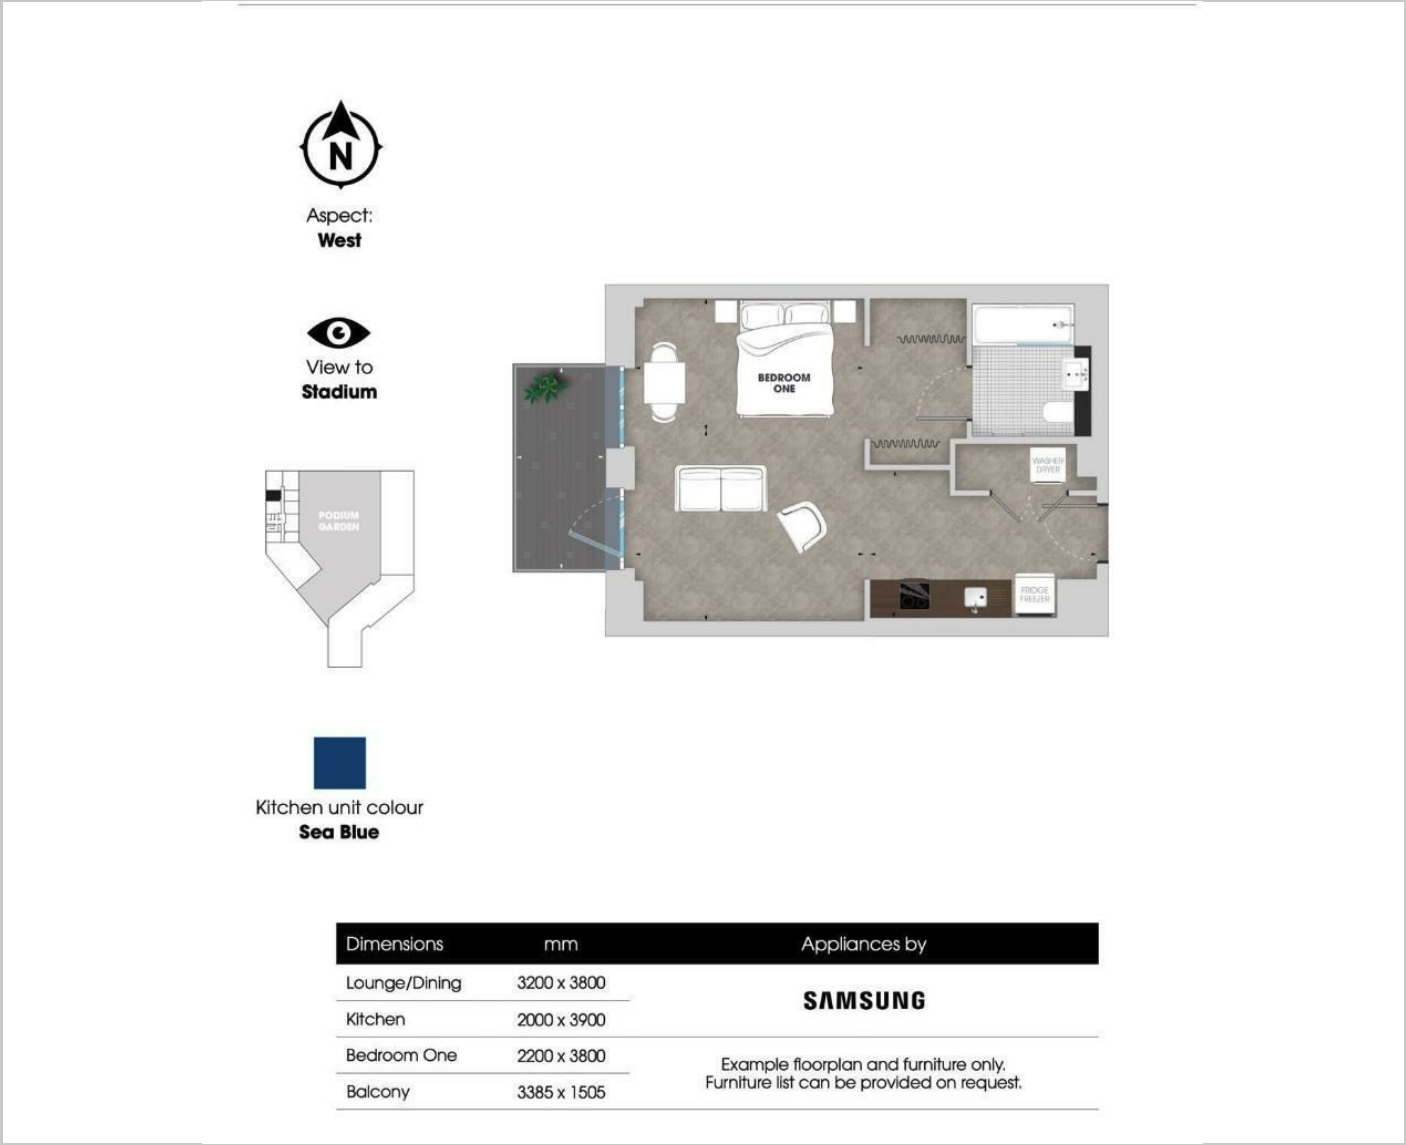 N
Aspect:
West
View to
Stadium
PODIUM
GARDEN
BEDROOM
ONE
WASHER
DRYER
FRIDGE
FREEZER
Kitchen unit colour
Sea Blue
Dimensions mm Appliances by
Lounge/Dining 3200 x 3800
SAMSUNG
Kitchen 2000 x 3900
Bedroom One 2200 x 3800
Example floorplan and furniture only.
Furniture list can be provided on request.
Balcony 3385 x 1505